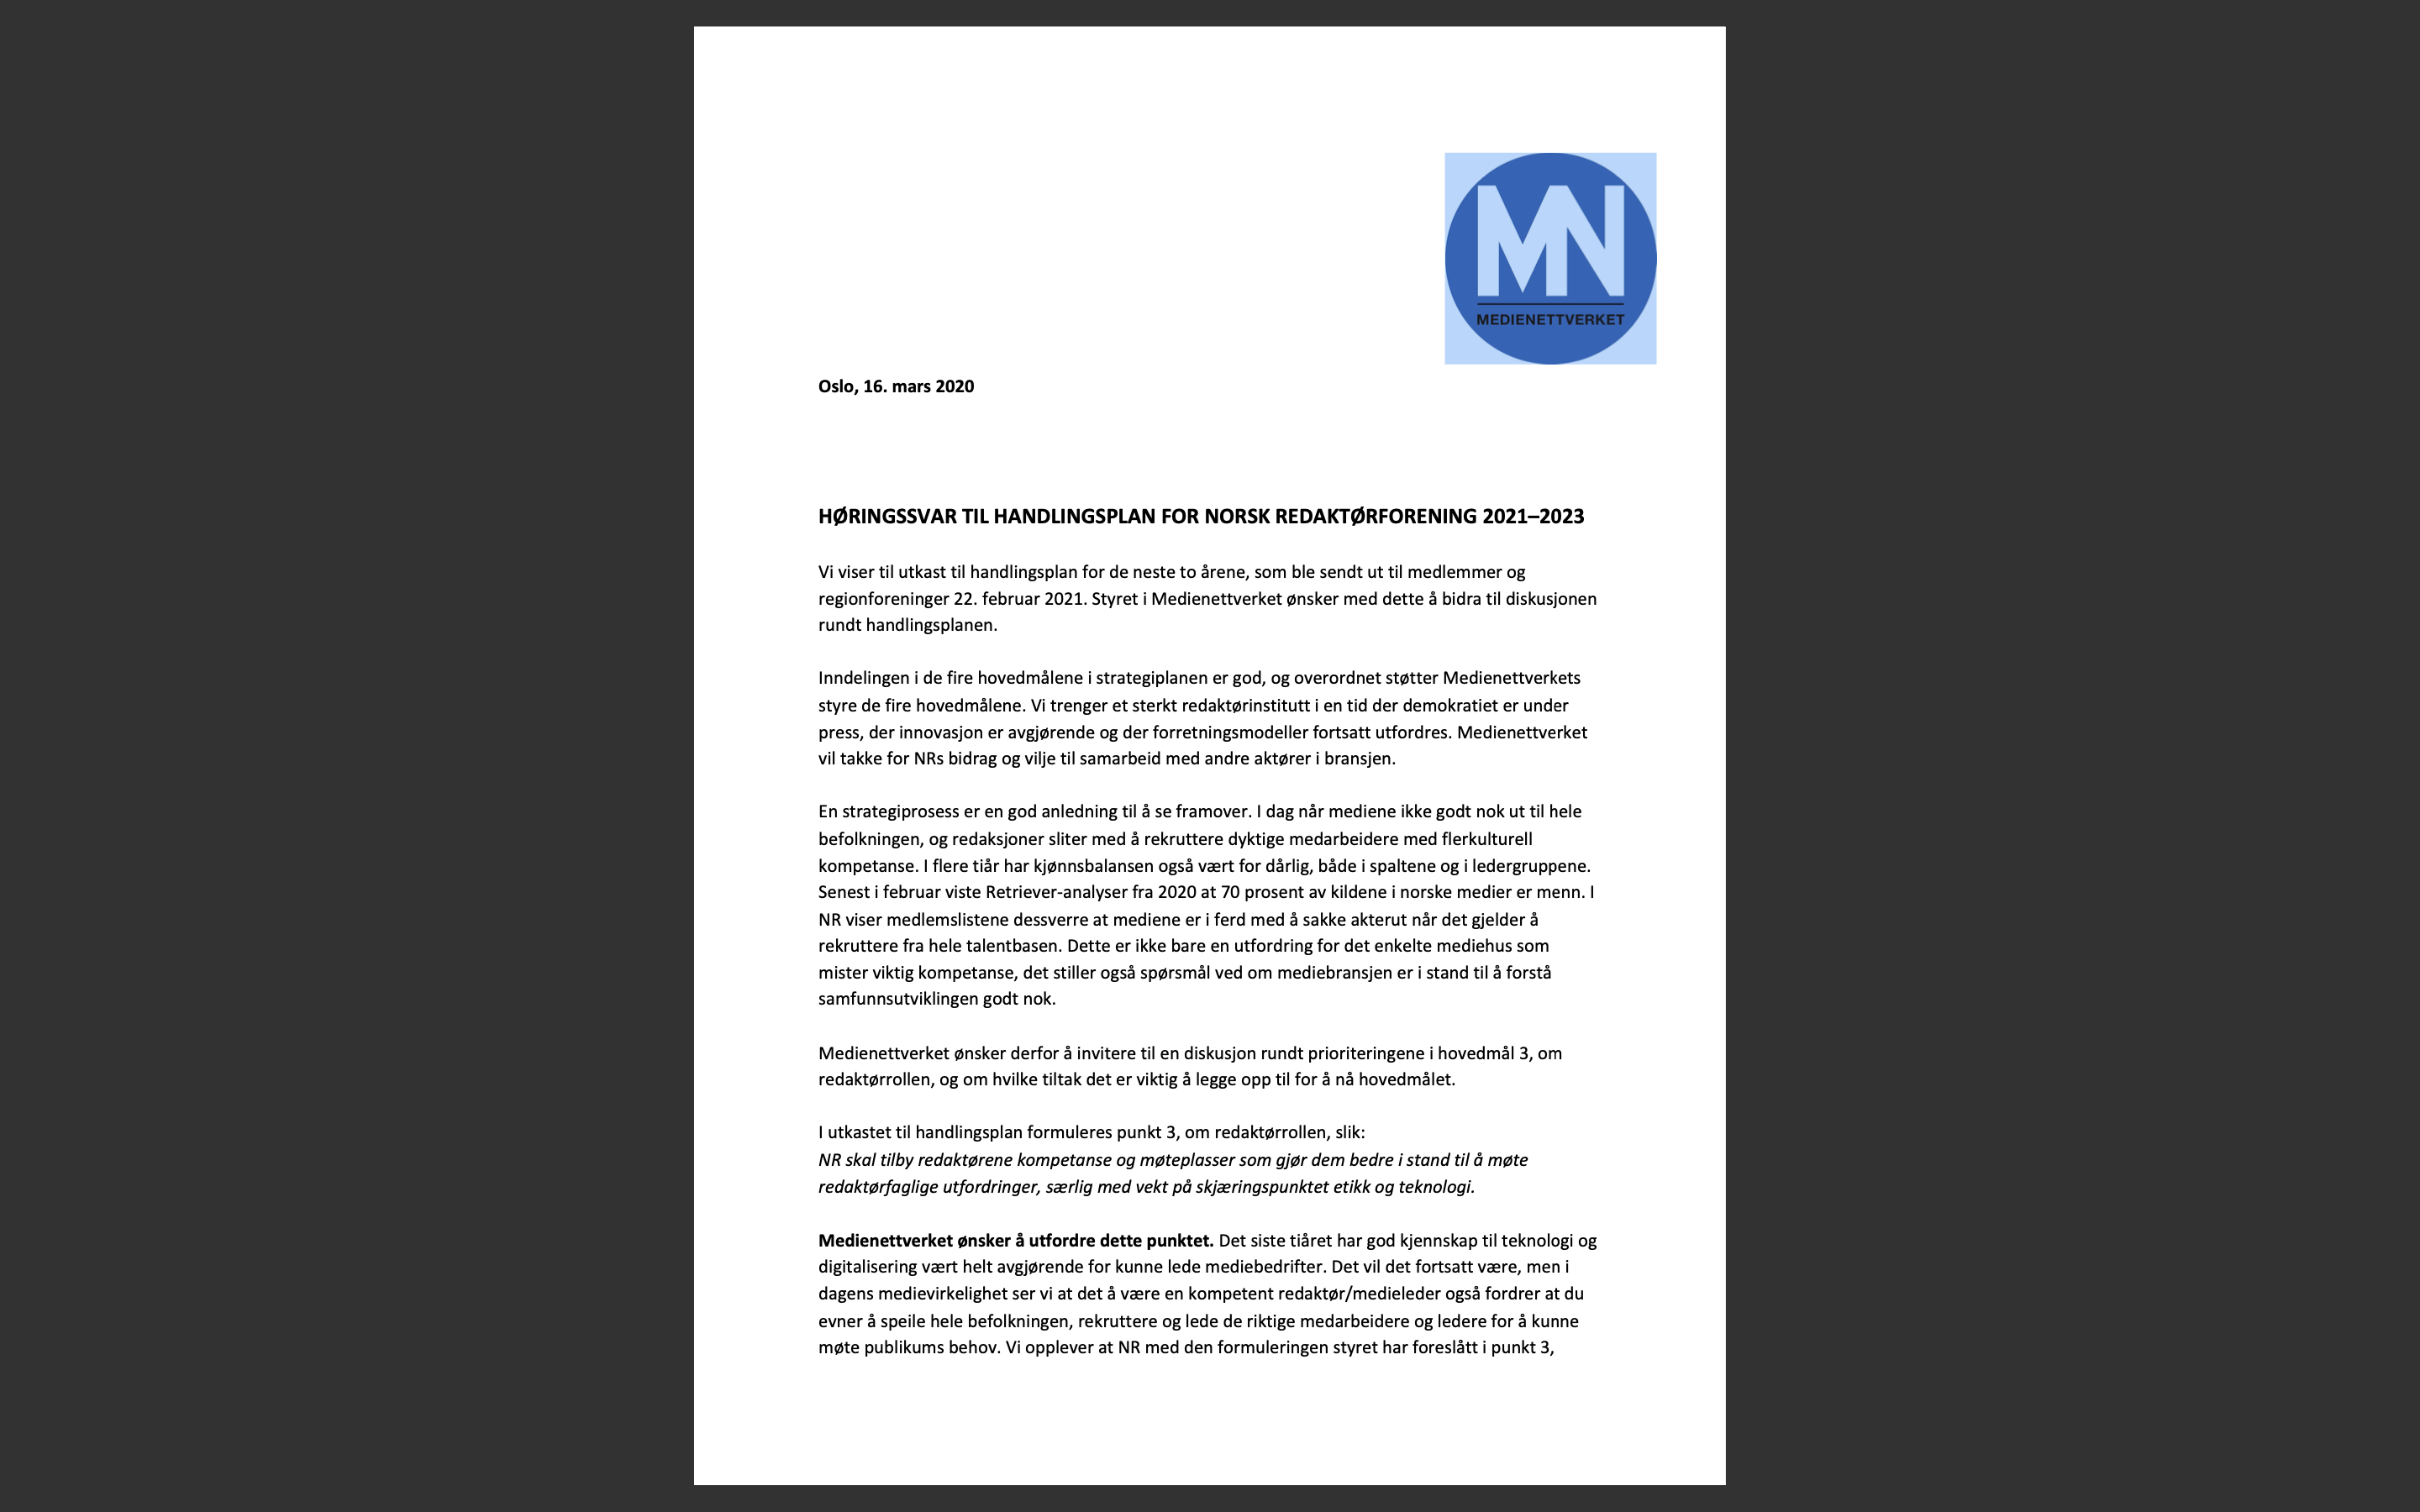 MN
MEDIENETTVERKET
Oslo, 16. mars 2020
HØRINGSSVAR TIL HANDLINGSPLAN FOR NORSK REDAKTØRFORENING 2021–2023
Vi viser til utkast til handlingsplan for de neste to årene, som ble sendt ut til medlemmer og
regionforeninger 22. februar 2021. Styret i Medienettverket ønsker med dette å bidra til diskusjonen
rundt handlingsplanen.
Inndelingen i de fire hovedmålene i strategiplanen er god, og overordnet støtter Medienettverkets
styre de fire hovedmålene. Vi trenger et sterkt redaktørinstitutt i en tid der demokratiet er under
press, der innovasjon er avgjørende og der forretningsmodeller fortsatt utfordres. Medienettverket
vil takke for NRs bidrag og vilje til samarbeid med andre aktører i bransjen.
En strategiprosess er en god anledning til å se framover. I dag når mediene ikke godt nok ut til hele
befolkningen, og redaksjoner sliter med å rekruttere dyktige medarbeidere med flerkulturell
kompetanse. I flere tiår har kjønnsbalansen også vært for dårlig, både i spaltene og i ledergruppene.
Senest i februar viste Retriever-analyser fra 2020 at 70 prosent av kildene i norske medier er menn. I
NR viser medlemslistene dessverre at mediene er i ferd med å sakke akterut når det gjelder å
rekruttere fra hele talentbasen. Dette er ikke bare en utfordring for det enkelte mediehus som
mister viktig kompetanse, det stiller også spørsmål ved om mediebransjen er i stand til å forstå
samfunnsutviklingen godt nok.
Medienettverket ønsker derfor å invitere til en diskusjon rundt prioriteringene i hovedmål 3, om
redaktørrollen, og om hvilke tiltak det er viktig å legge opp til for å nå hovedmålet.
I utkastet til handlingsplan formuleres punkt 3, om redaktørrollen, slik:
NR skal tilby redaktørene kompetanse og møteplasser som gjør dem bedre i stand til å møte
redaktørfaglige utfordringer, særlig med vekt på skjæringspunktet etikk og teknologi.
Medienettverket ønsker å utfordre dette punktet. Det siste tiåret har god kjennskap til teknologi og
digitalisering vært helt avgjørende for kunne lede mediebedrifter. Det vil det fortsatt være, men i
dagens medievirkelighet ser vi at det å være en kompetent redaktør/medieleder også fordrer at du
evner å speile hele befolkningen, rekruttere og lede de riktige medarbeidere og ledere for å kunne
møte publikums behov. Vi opplever at NR med den formuleringen styret har foreslått i punkt 3,